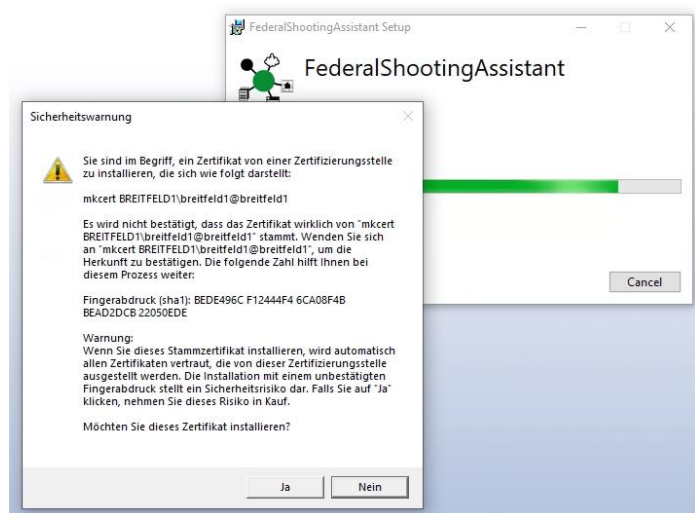 FederalShootingAssistant Setup
FederalShootingAssistant
Cancel
Sicherheitswarnung
Sie sind im Begriff, ein Zertifikat von einer Zertifizierungsstelle
zu installieren, die sich wie folgt darstellt:
mkcert BREITFELD1\breitfeld1@breitfeld1
Es wird nicht bestätigt, dass das Zertifikat wirklich von "mkcert
BREITFELD1\breitfeld1@breitfeld1" stammt. Wenden Sie sich
an "mkcert BREITFELD1\breitfeld1@breitfeld1", um die
Herkunft zu bestätigen. Die folgende Zahl hilft Ihnen bei
diesem Prozess weiter:
Fingerabdruck (sha1): BEDE496C F12444F4 6CA08F4B
BEAD2DCB 22050EDE
Warnung:
Wenn Sie dieses Stammzertifikat installieren, wird automatisch
allen Zertifikaten vertraut, die von dieser Zertifizierungsstelle
ausgestellt werden. Die Installation mit einem unbestätigten
Fingerabdruck stellt ein Sicherheitsrisiko dar. Falls Sie auf "Ja"
klicken, nehmen Sie dieses Risiko in Kauf.
Möchten Sie dieses Zertifikat installieren?
Ja
Nein